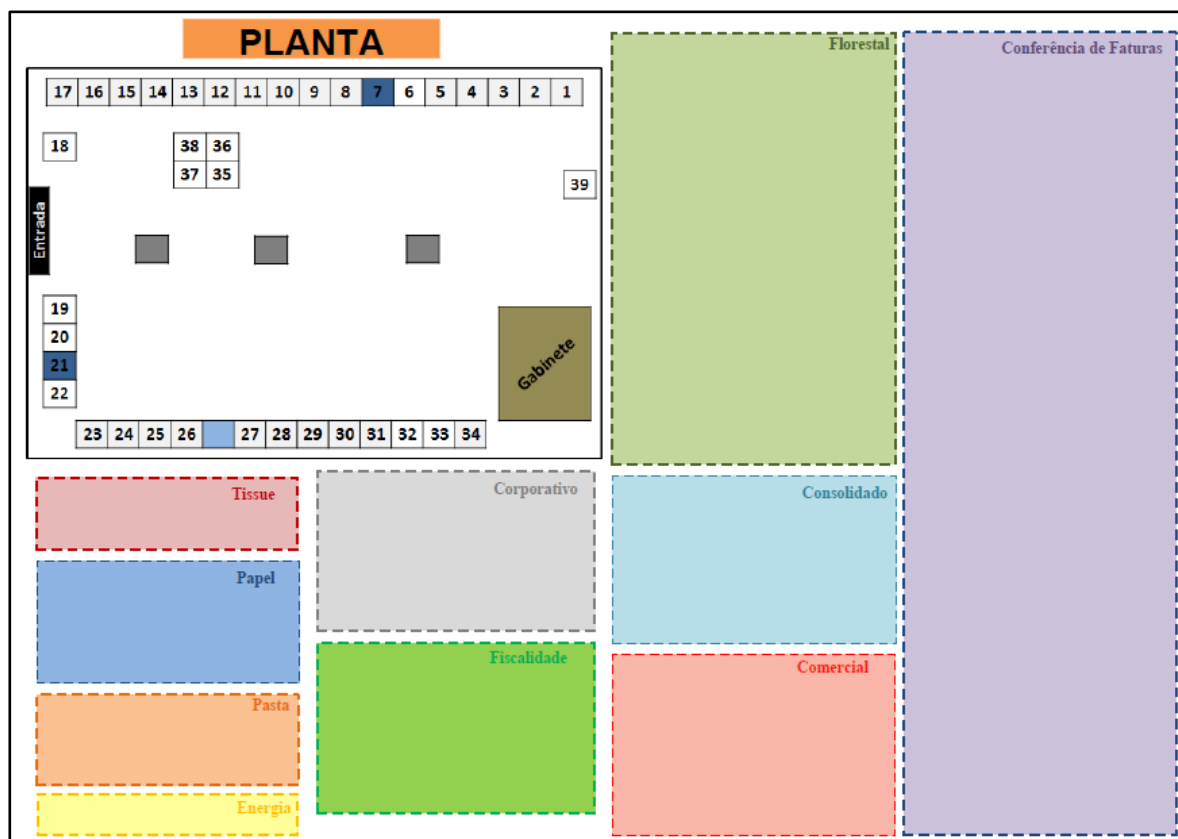 PLANTA
17 16 15 14 13 12 11 10 9 8 7 6 5 4 3 2 1
18
38 36
37 35
39
Entrada
19
20
21
22
Gabinete
23 24 25 26 27 28 29 30 31 32 33 34
Florestal
Conferência de Faturas
Tissue
Corporativo
Consolidado
Papel
Fiscalidade
Comercial
Pasta
Energia